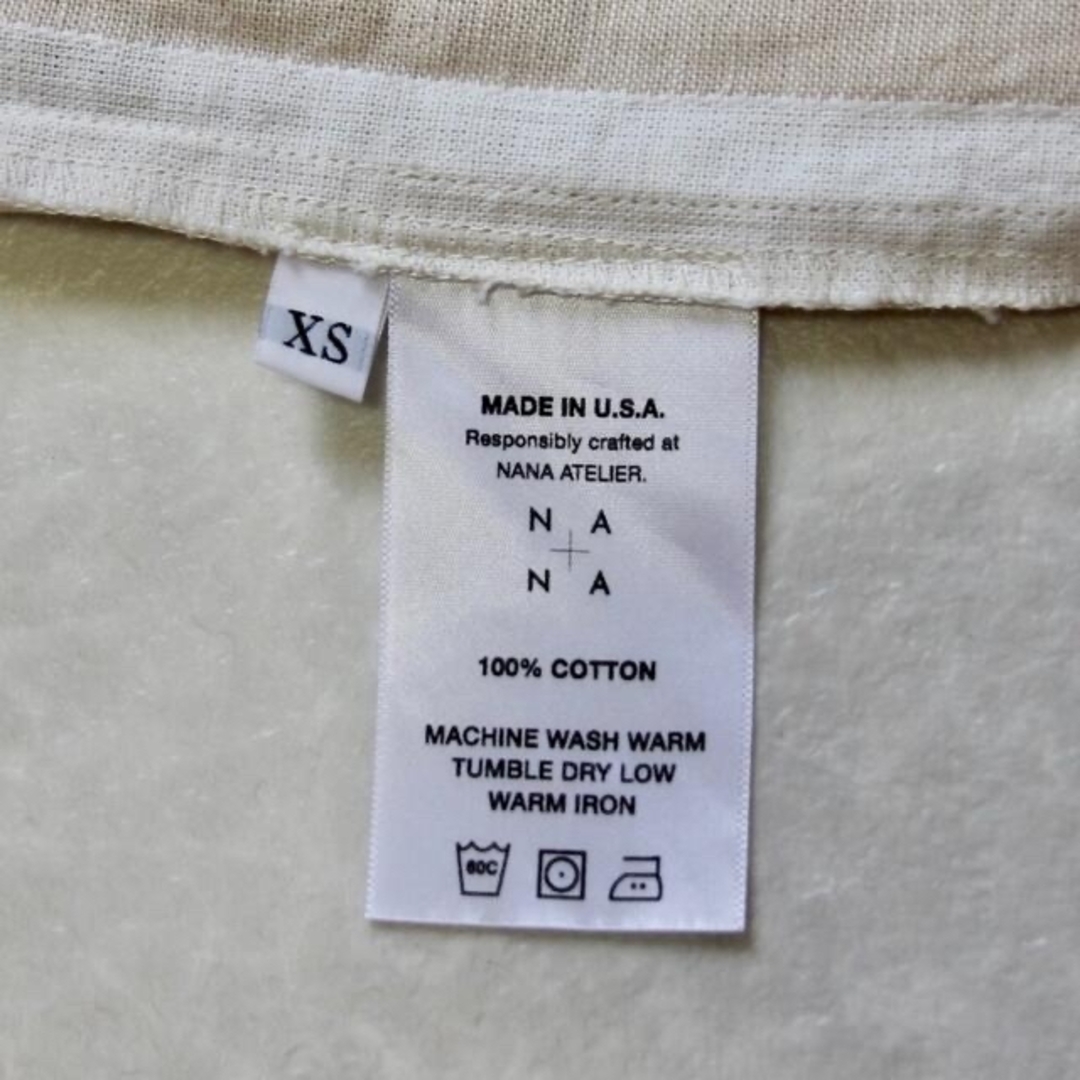 XS
MADE IN U.S.A.
Responsibly crafted at
NANA ATELIER.
N A
N A
100% COTTON
MACHINE WASH WARM
TUMBLE DRY LOW
WARM IRON
60C